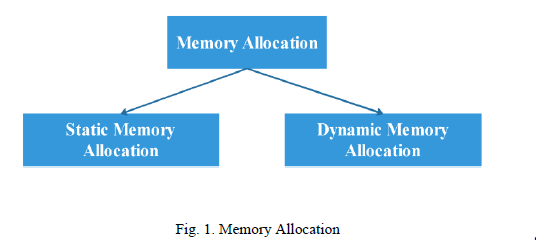 Memory Allocation
Static Memory
Allocation
Dynamic Memory
Allocation
Fig. 1. Memory Allocation